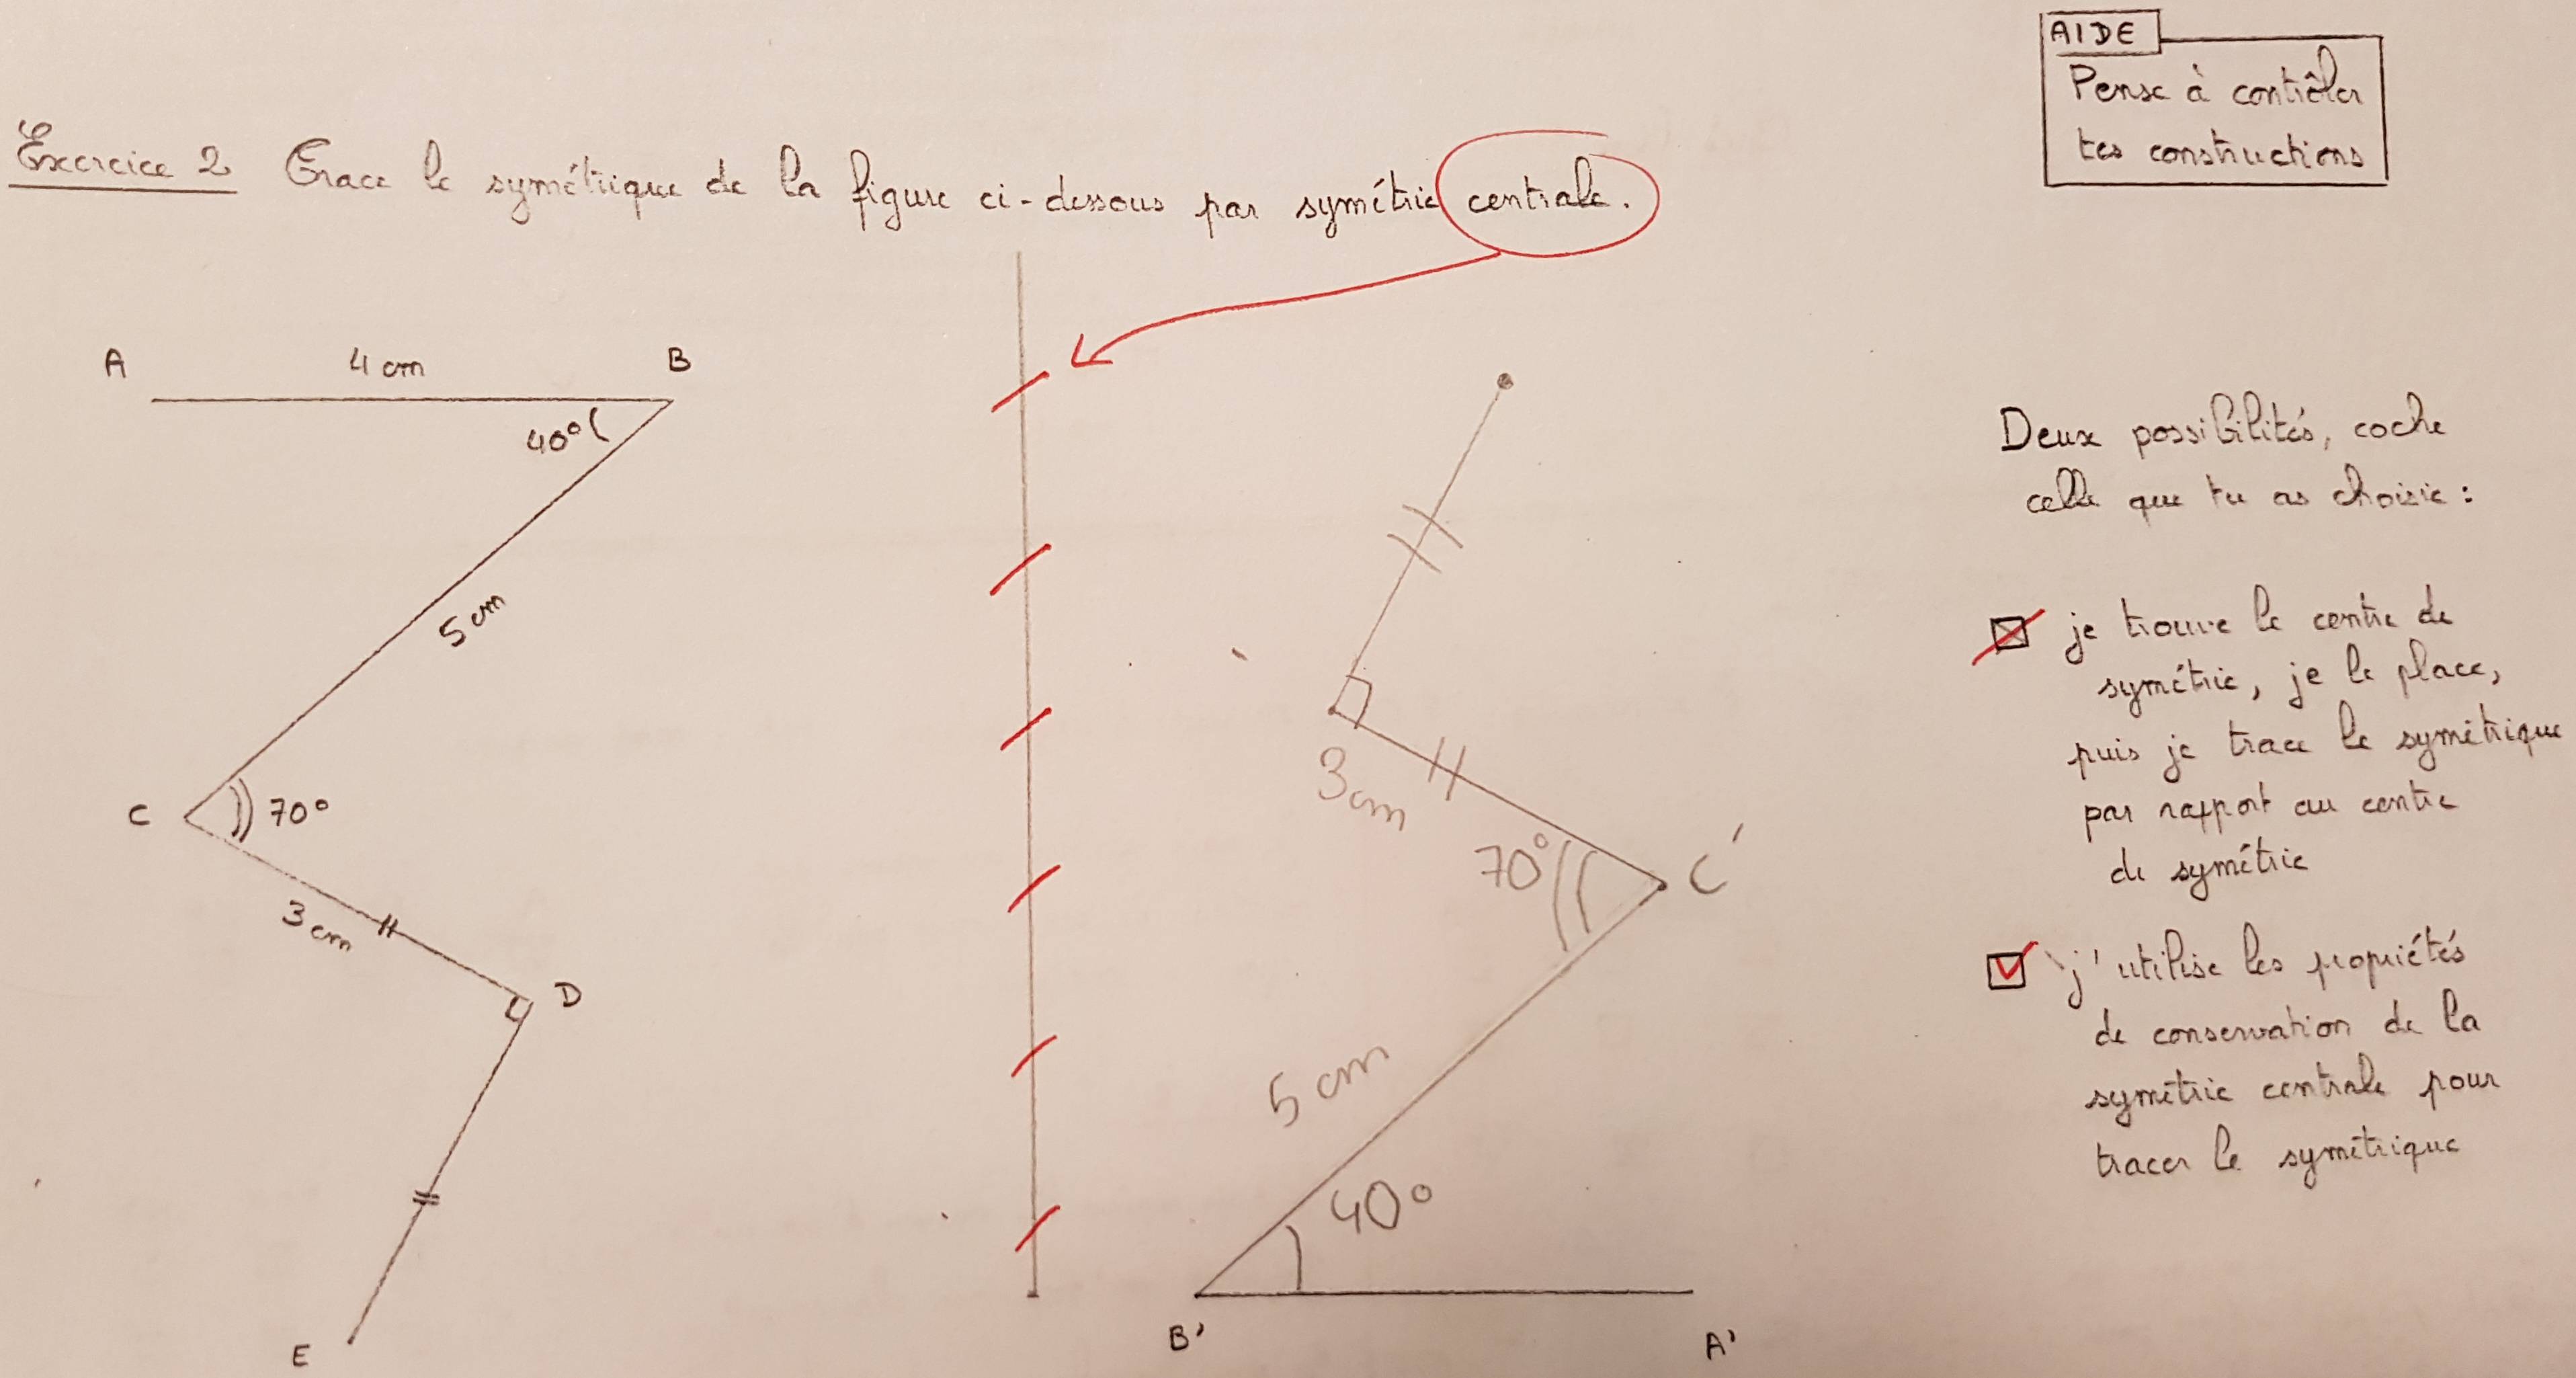 AIDE
Pense à contrôler
tes constructions
Exercice 2 Trace le symétrique de la figure ci-dessous par symétrie centrale.
A 4 cm B
40°
5 cm
C 70°
3 cm
D
E
3 cm
70° C'
5 cm
40°
B' A'
Deux possibilités, coche
celle que tu as choisie :
je trouve le centre de
symétrie, je le place,
puis je trace le symétrique
par rapport au centre
de symétrie
j'utilise les propriétés
de conservation de la
symétrie centrale pour
tracer le symétrique